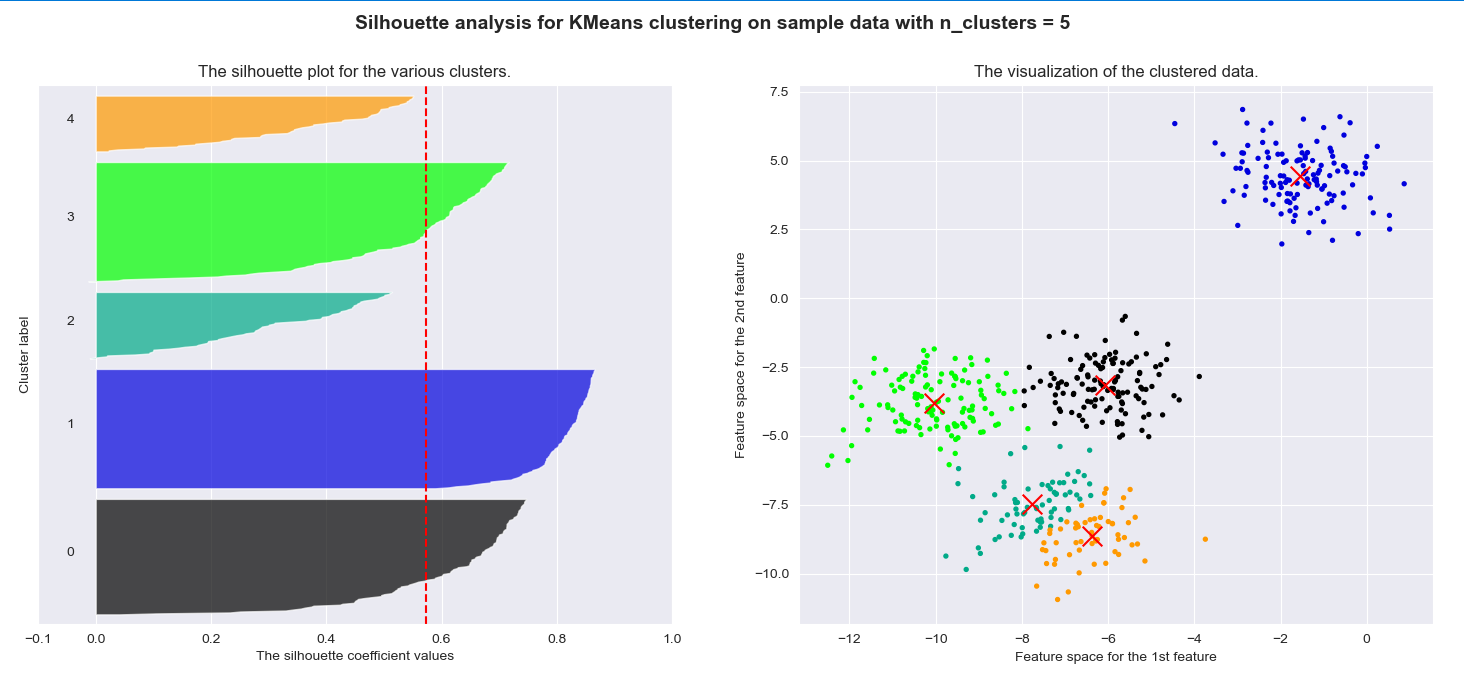 Silhouette analysis for KMeans clustering on sample data with n_clusters = 5
The silhouette plot for the various clusters.
4
3
2
1
0
Cluster label
−0.1 0.0 0.2 0.4 0.6 0.8 1.0
The silhouette coefficient values
The visualization of the clustered data.
7.5
5.0
2.5
0.0
−2.5
−5.0
−7.5
−10.0
Feature space for the 2nd feature
−12 −10 −8 −6 −4 −2 0
Feature space for the 1st feature